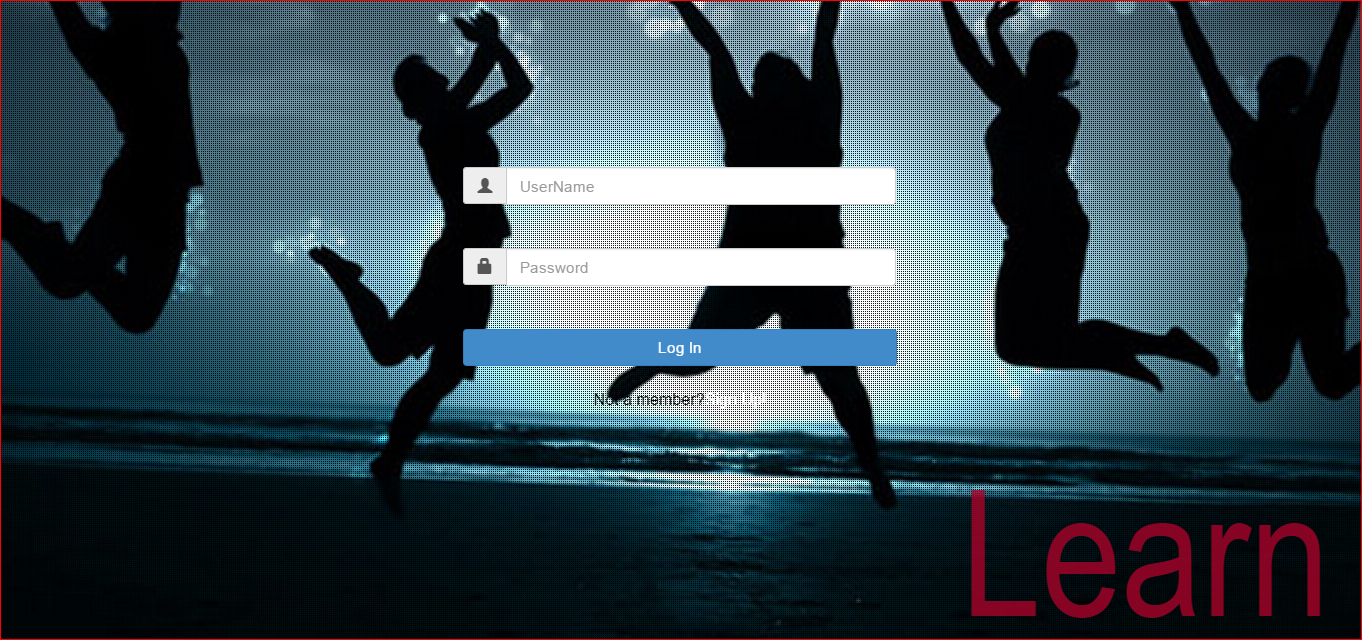 UserName
Password
Log In
Not a member? Sign Up!
Learn